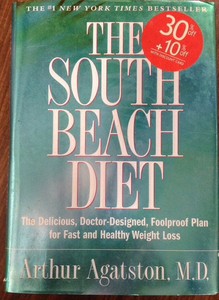 THE #1 NEW YORK TIMES BESTSELLER
30% OFF
+10% OFF
THE
SOUTH
BEACH
DIET
The Delicious, Doctor-Designed, Foolproof Plan
for Fast and Healthy Weight Loss
Arthur Agatston, M.D.